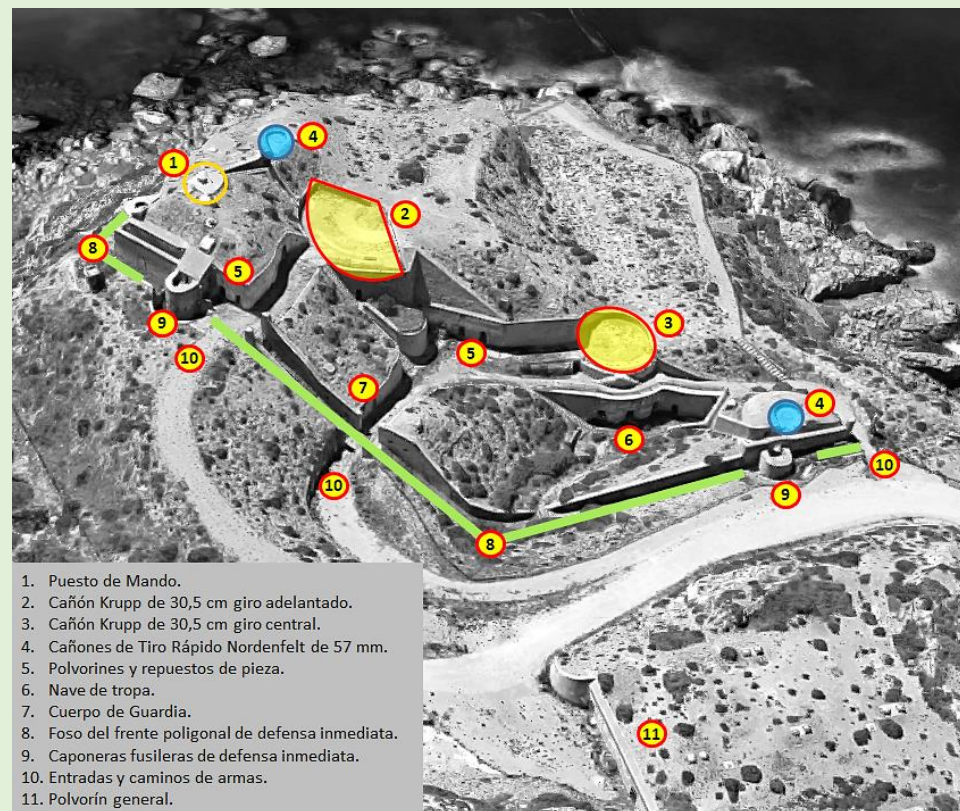 1
4
2
8
5
9
3
10
5
7
4
6
10
10
9
8
11
1. Puesto de Mando.
2. Cañón Krupp de 30,5 cm giro adelantado.
3. Cañón Krupp de 30,5 cm giro central.
4. Cañones de Tiro Rápido Nordenfelt de 57 mm.
5. Polvorines y repuestos de pieza.
6. Nave de tropa.
7. Cuerpo de Guardia.
8. Foso del frente poligonal de defensa inmediata.
9. Caponeras fusileras de defensa inmediata.
10. Entradas y caminos de armas.
11. Polvorín general.